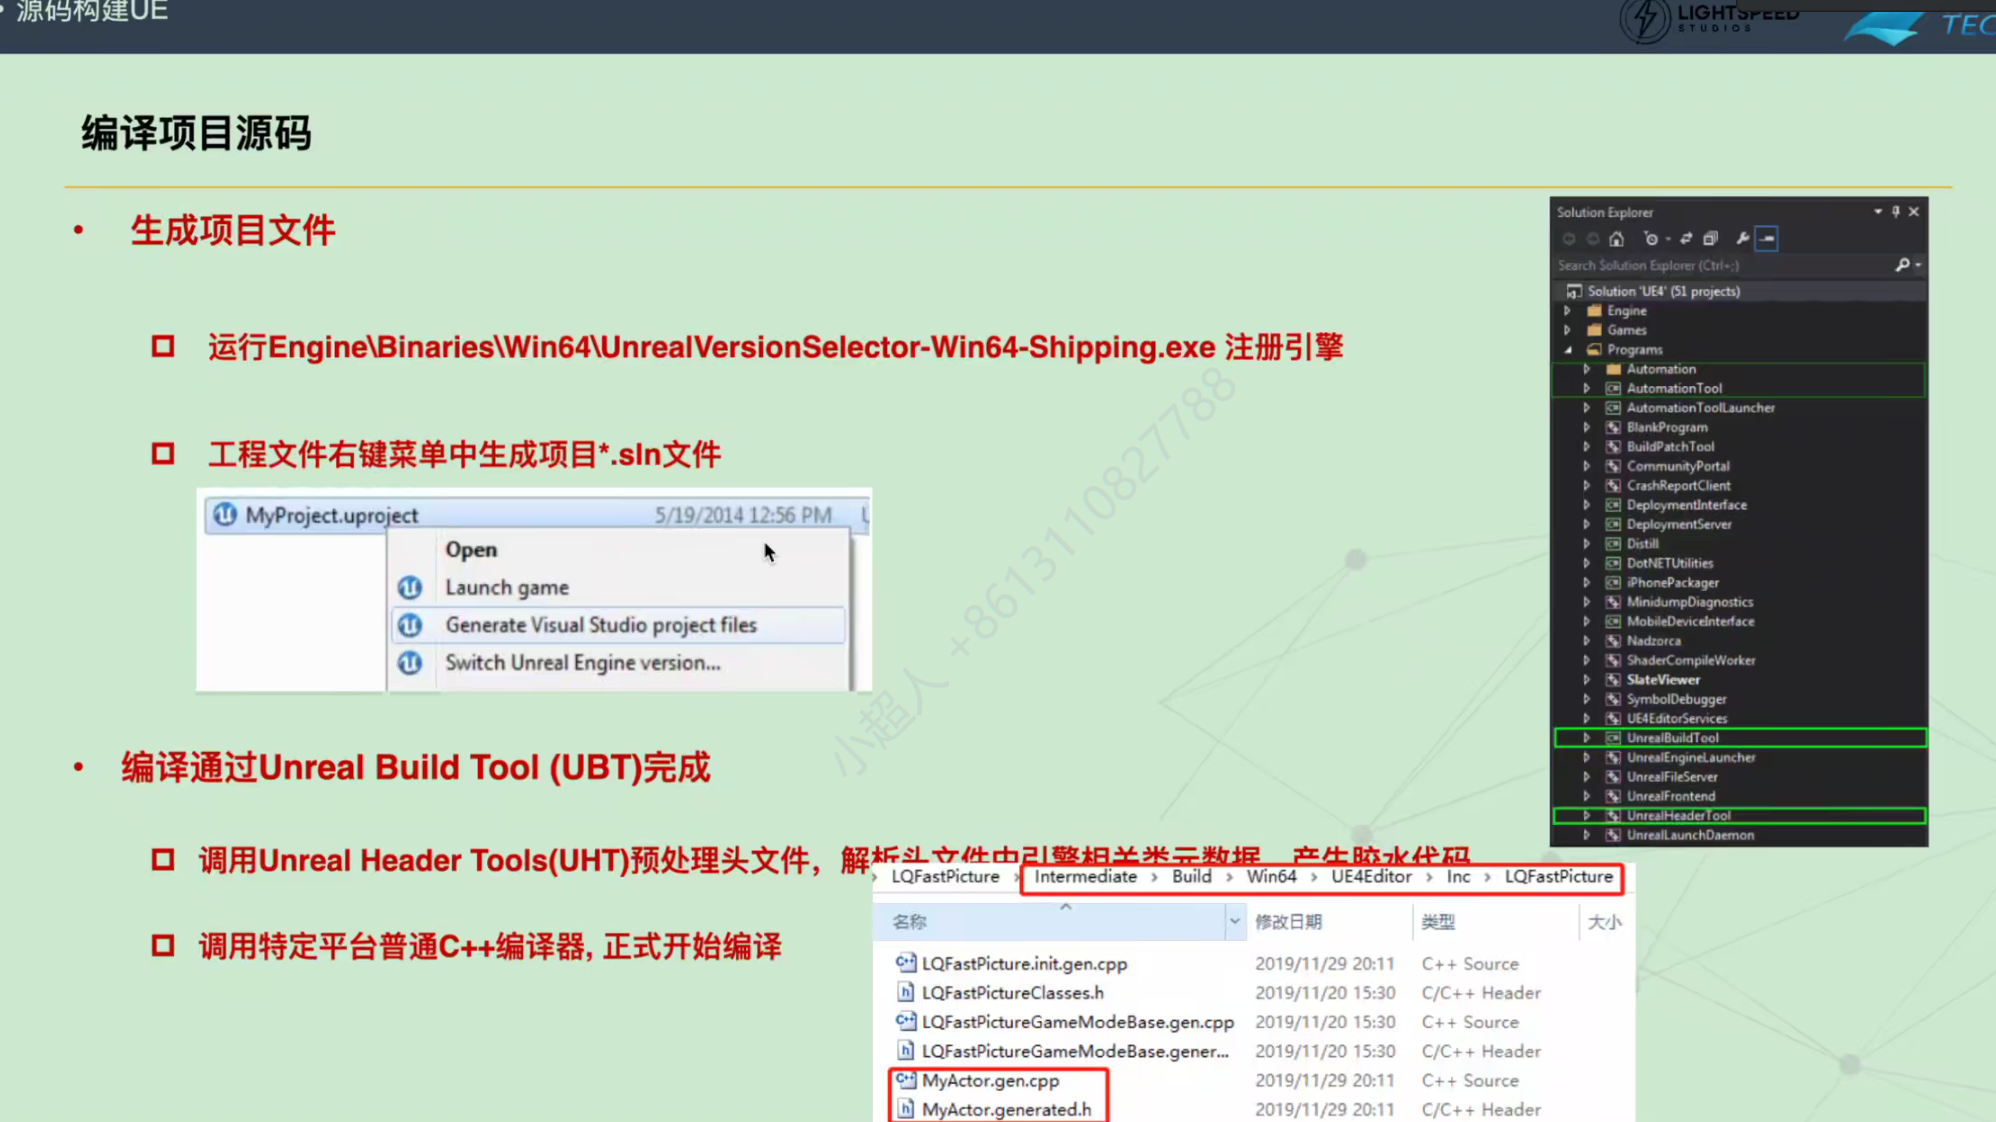 • 源码构建UE
LIGHTSPEED
STUDIOS
TEC
编译项目源码
• 生成项目文件
运行Engine\Binaries\Win64\UnrealVersionSelector-Win64-Shipping.exe 注册引擎
工程文件右键菜单中生成项目*.sln文件
MyProject.uproject 5/19/2014 12:56 PM
Open
Launch game
Generate Visual Studio project files
Switch Unreal Engine version...
• 编译通过Unreal Build Tool (UBT)完成
调用Unreal Header Tools(UHT)预处理头文件，解析头文件中引擎相关类元数据，产生胶水代码
调用特定平台普通C++编译器, 正式开始编译
LQFastPicture › Intermediate › Build › Win64 › UE4Editor › Inc › LQFastPicture
名称 修改日期 类型 大小
LQFastPicture.init.gen.cpp 2019/11/29 20:11 C++ Source
LQFastPictureClasses.h 2019/11/20 15:30 C/C++ Header
LQFastPictureGameModeBase.gen.cpp 2019/11/20 15:30 C++ Source
LQFastPictureGameModeBase.gener... 2019/11/20 15:30 C/C++ Header
MyActor.gen.cpp 2019/11/29 20:11 C++ Source
MyActor.generated.h 2019/11/29 20:11 C/C++ Header
Solution Explorer
Search Solution Explorer (Ctrl+;)
Solution 'UE4' (51 projects)
Engine
Games
Programs
Automation
AutomationTool
AutomationToolLauncher
BlankProgram
BuildPatchTool
CommunityPortal
CrashReportClient
DeploymentInterface
DeploymentServer
Distill
DotNETUtilities
iPhonePackager
MinidumpDiagnostics
MobileDeviceInterface
Nadzorca
ShaderCompileWorker
SlateViewer
SymbolDebugger
UE4EditorServices
UnrealBuildTool
UnrealEngineLauncher
UnrealFileServer
UnrealFrontend
UnrealHeaderTool
UnrealLaunchDaemon
小超人 +8613110827788